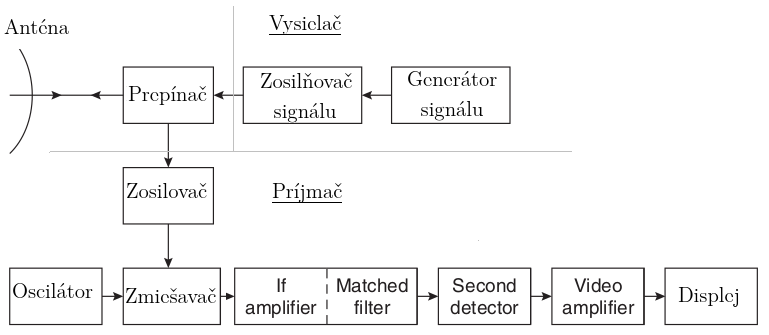 Anténa
Vysielač
Prepínač
Zosilňovač
signálu
Generátor
signálu
Zosilovač
Príjmač
Oscilátor
Zmiešavač
If
amplifier
Matched
filter
Second
detector
Video
amplifier
Displej